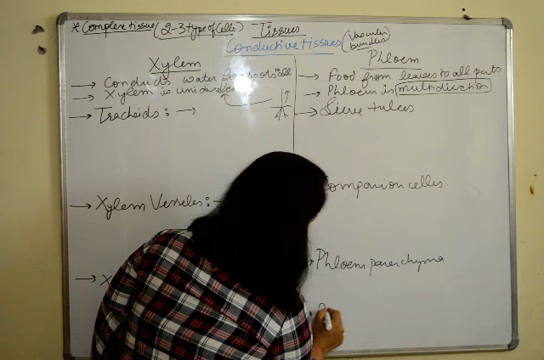 * Complex tissue (2-3 type of Cells) Tissues
Conductive tissues (Vascular bundles)
Xylem
→ Conducts water
→ Xylem is
→ Tracheids : →
→ Xylem Vessels : →
→ X
Phloem
→ Food from leaves to all parts
→ Phloem is multidirection
→ Sieve tubes
Companion cells.
Phloem parenchyma